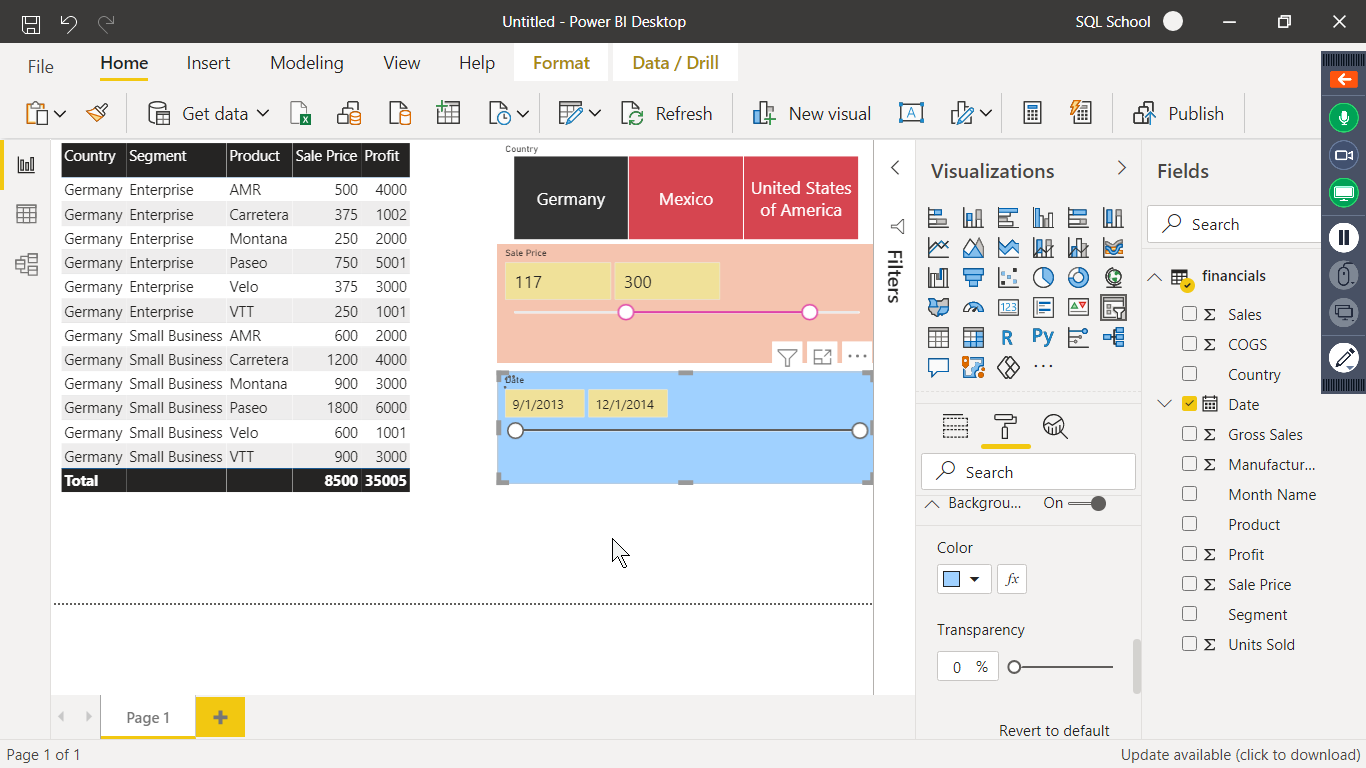 Untitled - Power BI Desktop
SQL School
File Home Insert Modeling View Help Format Data / Drill
Get data Refresh New visual Publish
Country Segment Product Sale Price Profit
Germany Enterprise AMR 500 4000
Germany Enterprise Carretera 375 1002
Germany Enterprise Montana 250 2000
Germany Enterprise Paseo 750 5001
Germany Enterprise Velo 375 3000
Germany Enterprise VTT 250 1001
Germany Small Business AMR 600 2000
Germany Small Business Carretera 1200 4000
Germany Small Business Montana 900 3000
Germany Small Business Paseo 1800 6000
Germany Small Business Velo 600 1001
Germany Small Business VTT 900 3000
Total 8500 35005
Country
Germany
Mexico
United States
of America
Sale Price
117 300
Date
9/1/2013 12/1/2014
Filters
Visualizations
123
R Py
Search
Backgrou... On
Color
fx
Transparency
0 %
Revert to default
Fields
Search
financials
Σ Sales
Σ COGS
Country
Date
Σ Gross Sales
Σ Manufactur...
Month Name
Product
Σ Profit
Σ Sale Price
Segment
Σ Units Sold
Page 1
Page 1 of 1
Update available (click to download)